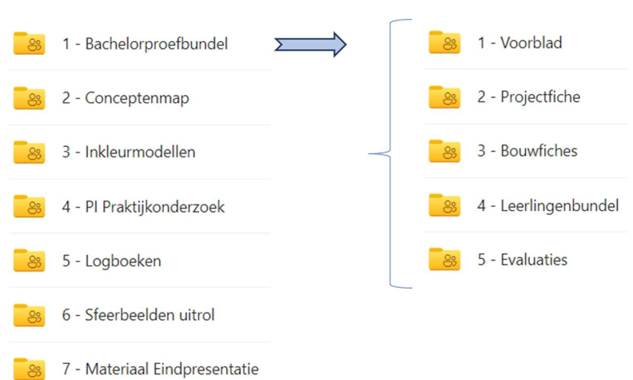 1 - Bachelorproefbundel
2 - Conceptenmap
3 - Inkleurmodellen
4 - PI Praktijkonderzoek
5 - Logboeken
6 - Sfeerbeelden uitrol
7 - Materiaal Eindpresentatie
1 - Voorblad
2 - Projectfiche
3 - Bouwfiches
4 - Leerlingenbundel
5 - Evaluaties